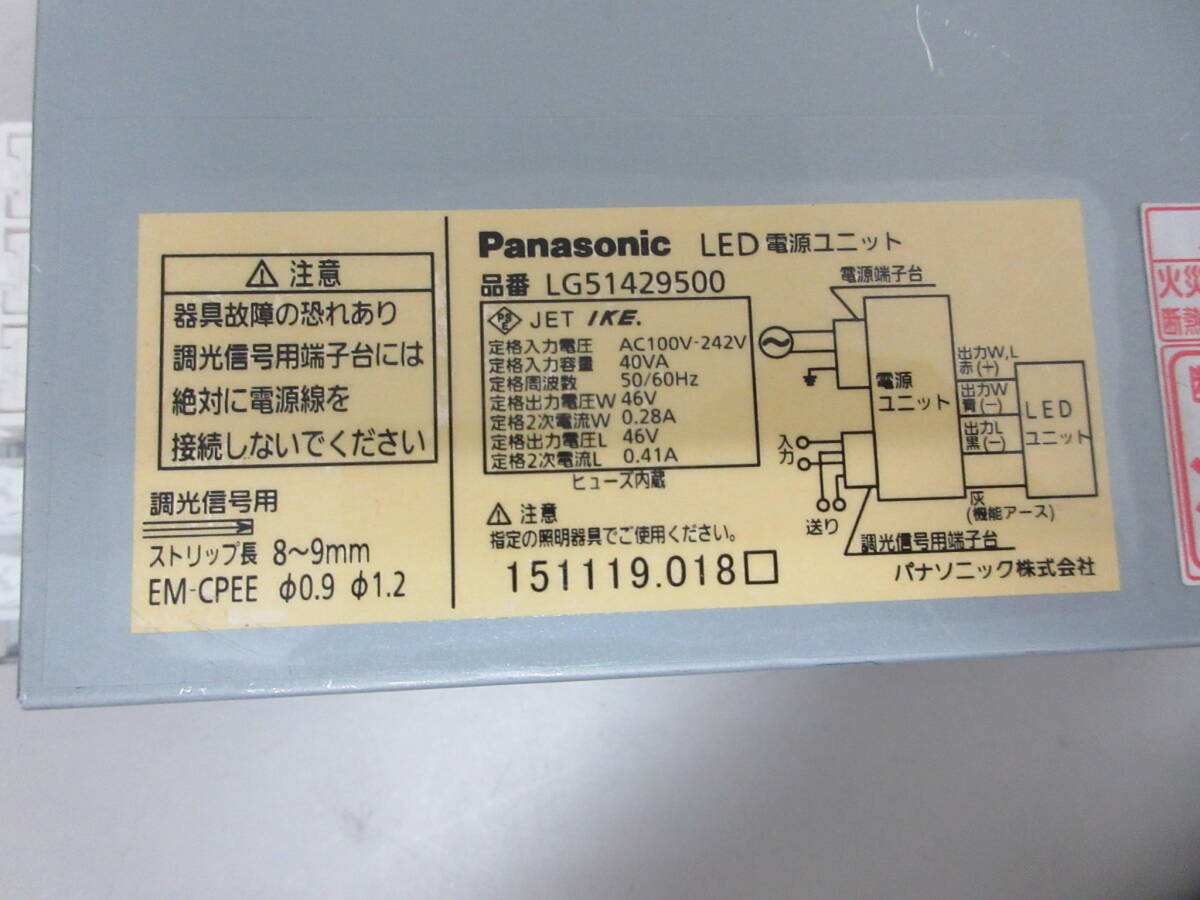 ⚠ 注意
器具故障の恐れあり
調光信号用端子台には
絶対に電源線を
接続しないでください
調光信号用
ストリップ長 8～9mm
EM-CPEE φ0.9 φ1.2
Panasonic LED 電源ユニット
品番 LG51429500
PS E JET IKE.
定格入力電圧 AC100V-242V
定格入力容量 40VA
定格周波数 50/60Hz
定格出力電圧W 46V
定格2次電流W 0.28A
定格出力電圧L 46V
定格2次電流L 0.41A
ヒューズ内蔵
⚠ 注意
指定の照明器具でご使用ください。
151119.018□
電源端子台
電源
ユニット
出力W,L
赤(+)
出力W
青(-)
出力L
黒(-)
LED
ユニット
入
力
送り
灰
(機能アース)
調光信号用端子台
パナソニック株式会社
火災
断熱